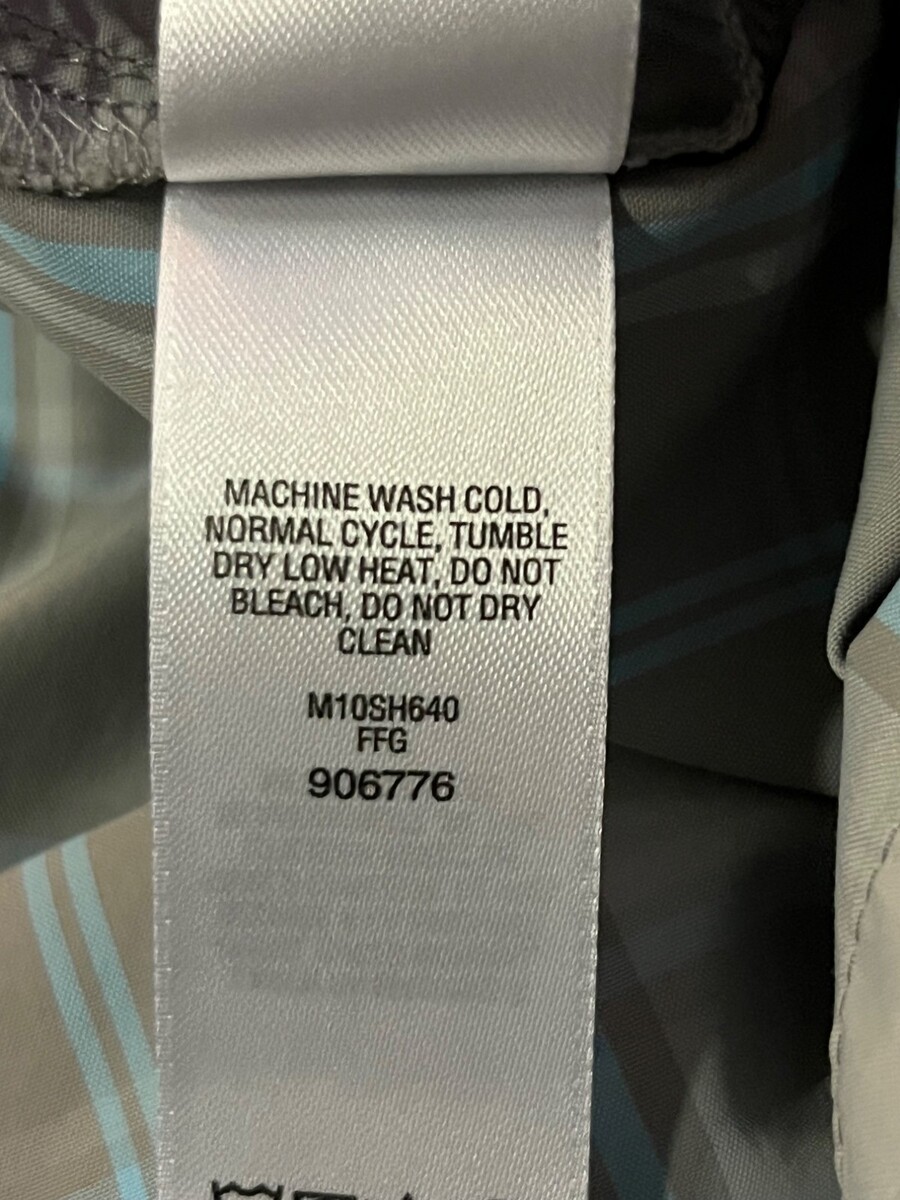 MACHINE WASH COLD,
NORMAL CYCLE, TUMBLE
DRY LOW HEAT, DO NOT
BLEACH, DO NOT DRY
CLEAN
M10SH640
FFG
906776